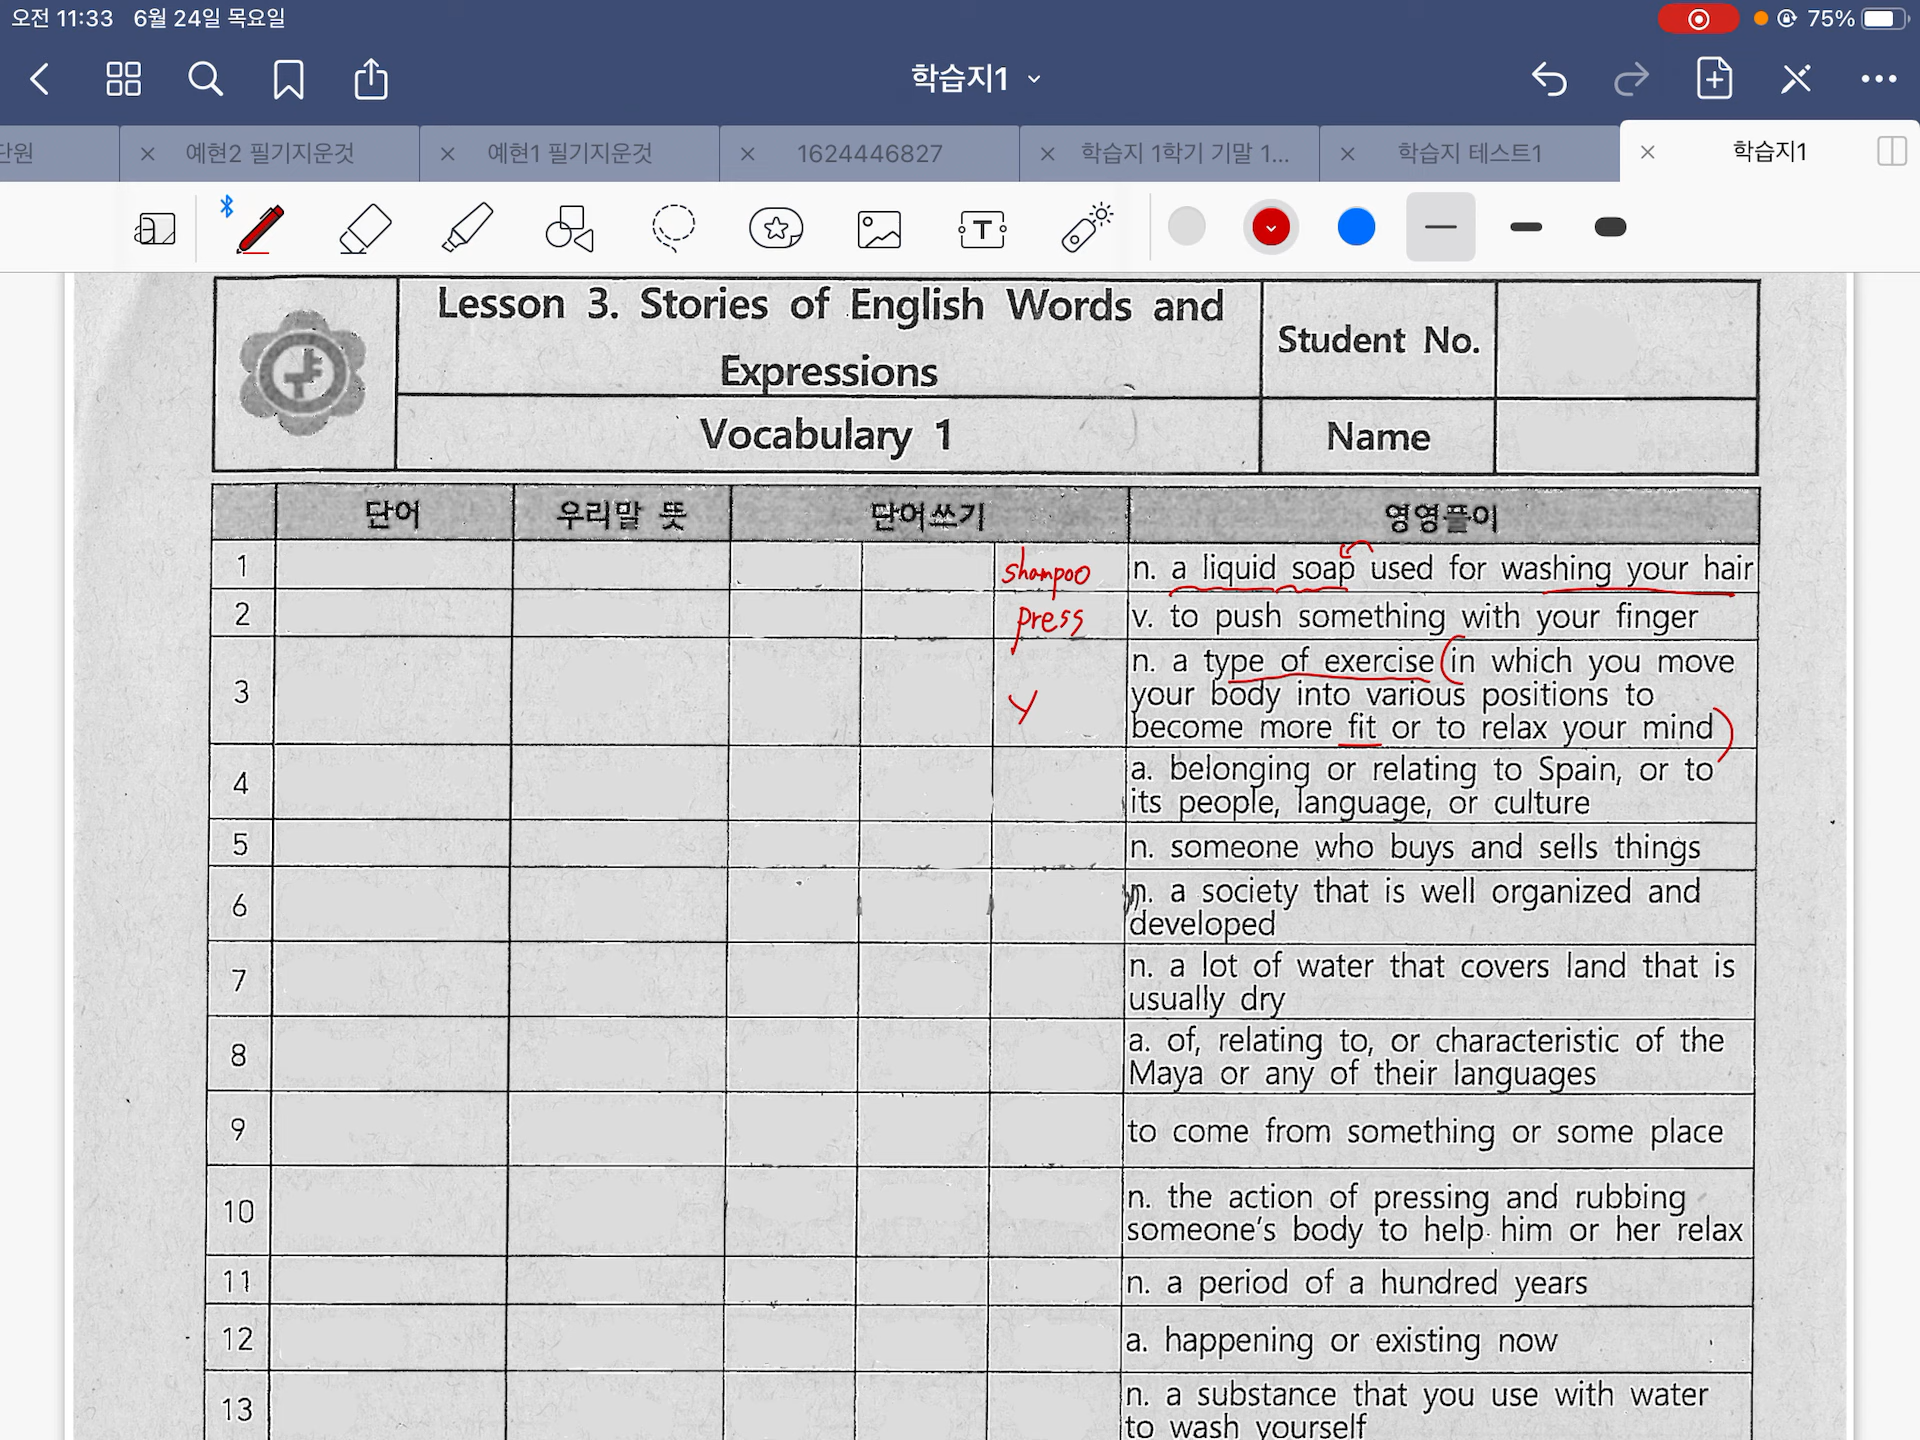 오전 11:33 6월 24일 목요일 75%
학습지1
단원 예현2 필기지운것 예현1 필기지운것 1624446827 학습지 1학기 기말 1... 학습지 테스트1 학습지1
Lesson 3. Stories of English Words and
Expressions
Student No.
Vocabulary 1
Name
단어 우리말 뜻 단어쓰기 영영풀이
1 shampoo n. a liquid soap used for washing your hair
2 press v. to push something with your finger
3 y n. a type of exercise (in which you move
your body into various positions to
become more fit or to relax your mind)
4 a. belonging or relating to Spain, or to
its people, language, or culture
5 n. someone who buys and sells things
6 n. a society that is well organized and
developed
7 n. a lot of water that covers land that is
usually dry
8 a. of, relating to, or characteristic of the
Maya or any of their languages
9 to come from something or some place
10 n. the action of pressing and rubbing
someone's body to help him or her relax
11 n. a period of a hundred years
12 a. happening or existing now
13 n. a substance that you use with water
to wash yourself